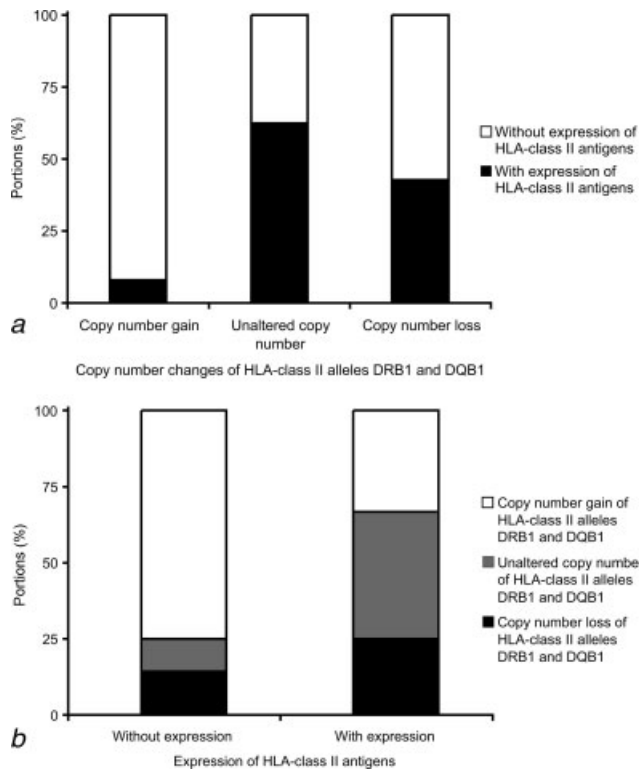 100
75
50
25
0
Portions (%)
Without expression of
HLA-class II antigens
With expression of
HLA-class II antigens
Copy number gain
Unaltered copy
number
Copy number loss
a
Copy number changes of HLA-class II alleles DRB1 and DQB1
100
75
50
25
0
Portions (%)
Copy number gain of
HLA-class II alleles
DRB1 and DQB1
Unaltered copy numbe
of HLA-class II alleles
DRB1 and DQB1
Copy number loss of
HLA-class II alleles
DRB1 and DQB1
b
Without expression
With expression
Expression of HLA-class II antigens